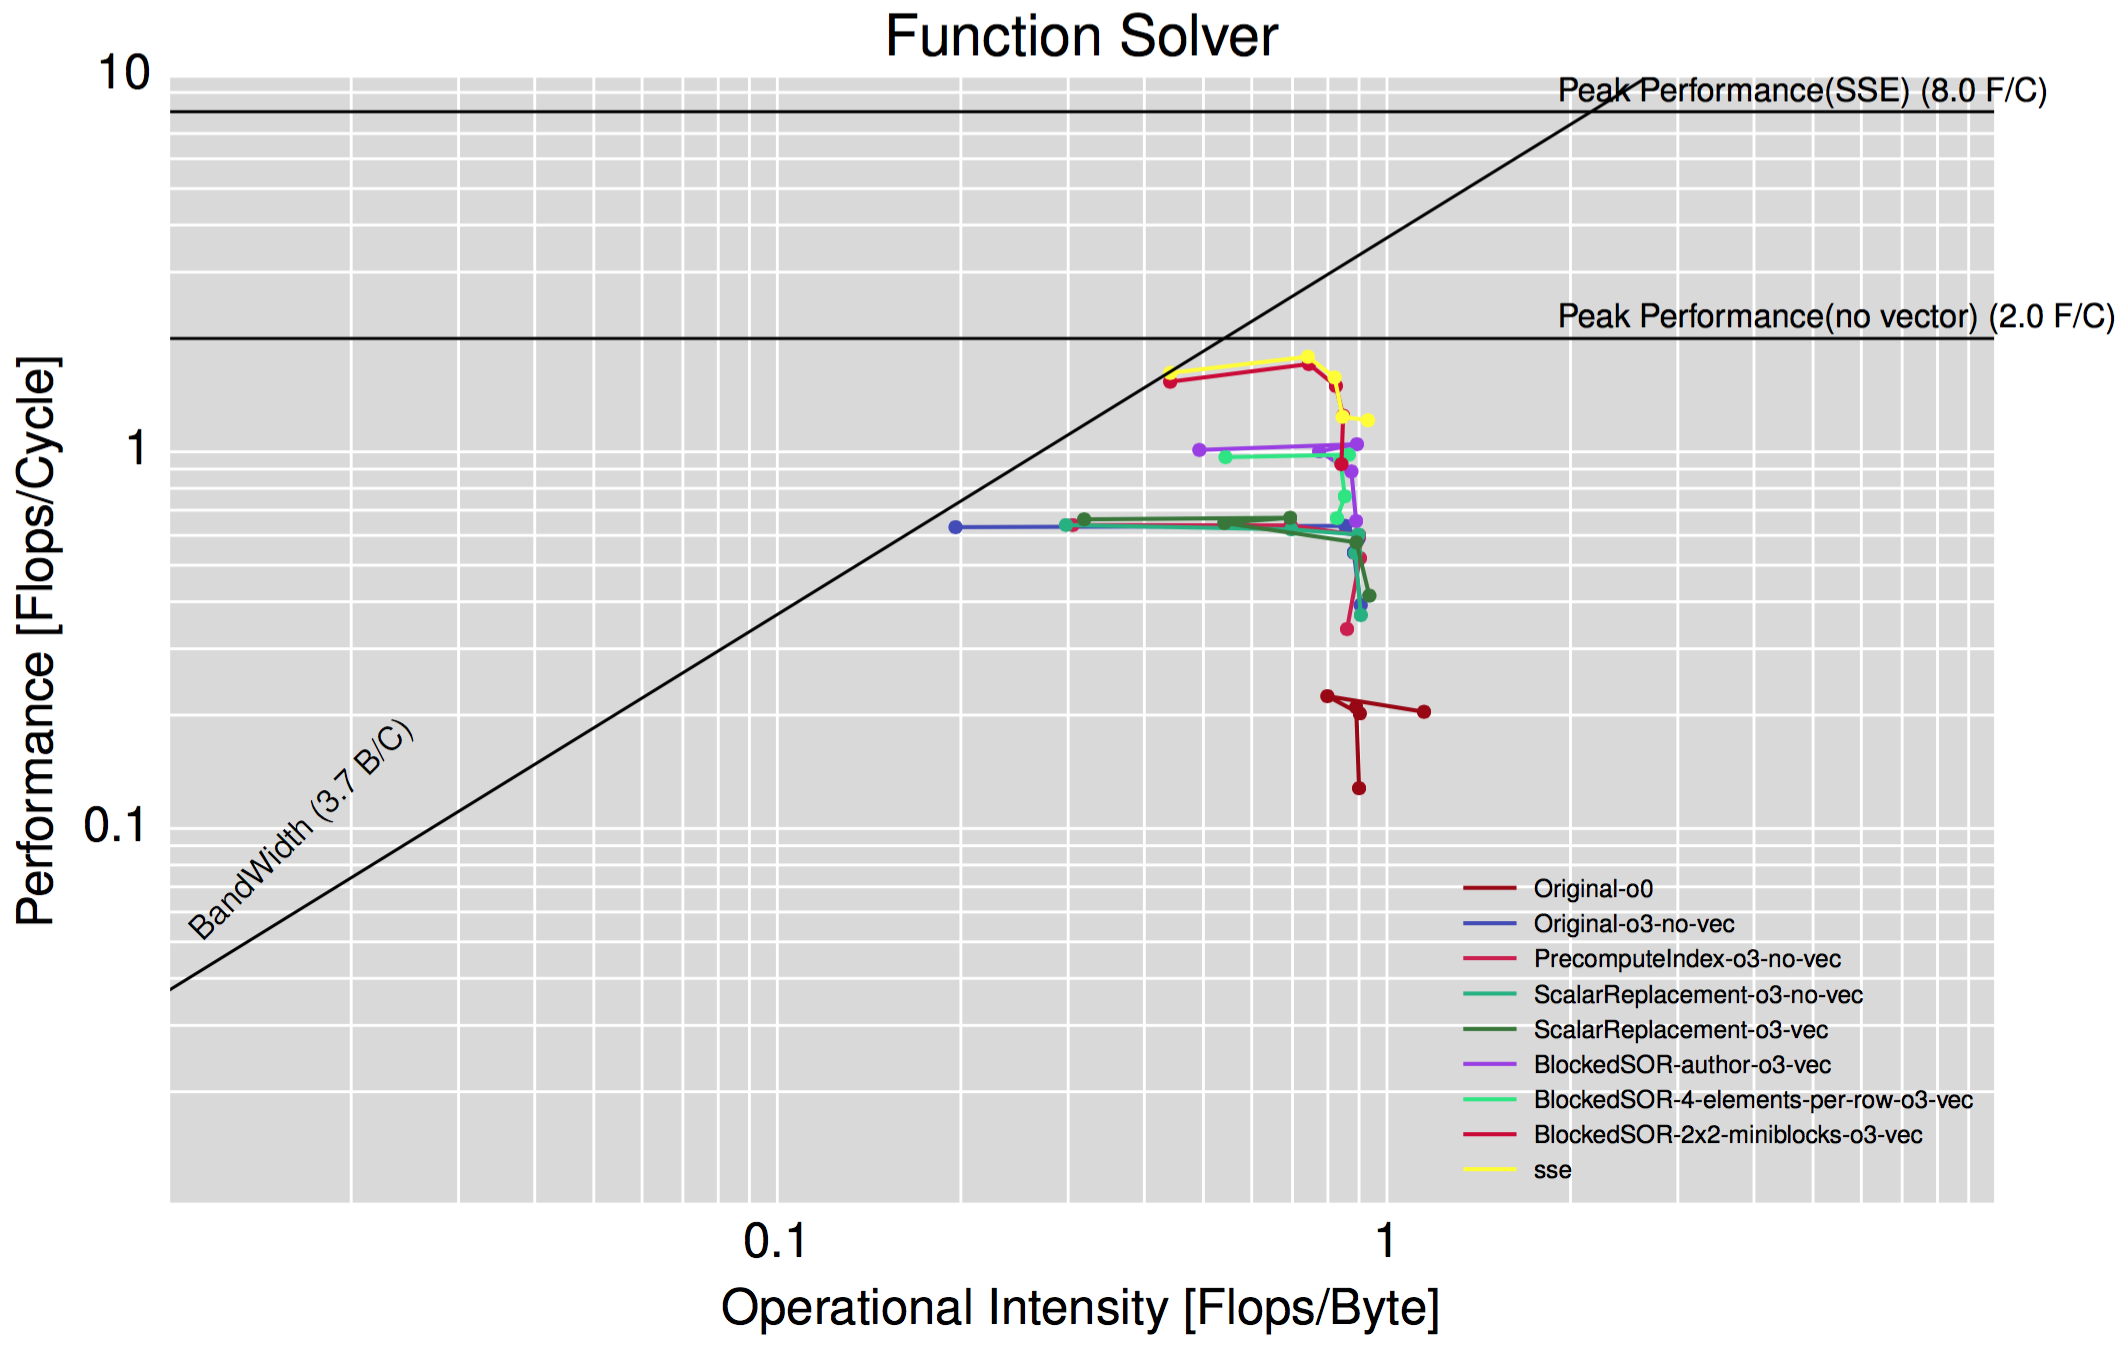 Function Solver
10
Peak Performance(SSE) (8.0 F/C)
Peak Performance(no vector) (2.0 F/C)
1
Performance [Flops/Cycle]
BandWidth (3.7 B/C)
0.1
Original-o0
Original-o3-no-vec
PrecomputeIndex-o3-no-vec
ScalarReplacement-o3-no-vec
ScalarReplacement-o3-vec
BlockedSOR-author-o3-vec
BlockedSOR-4-elements-per-row-o3-vec
BlockedSOR-2x2-miniblocks-o3-vec
sse
0.1 1
Operational Intensity [Flops/Byte]